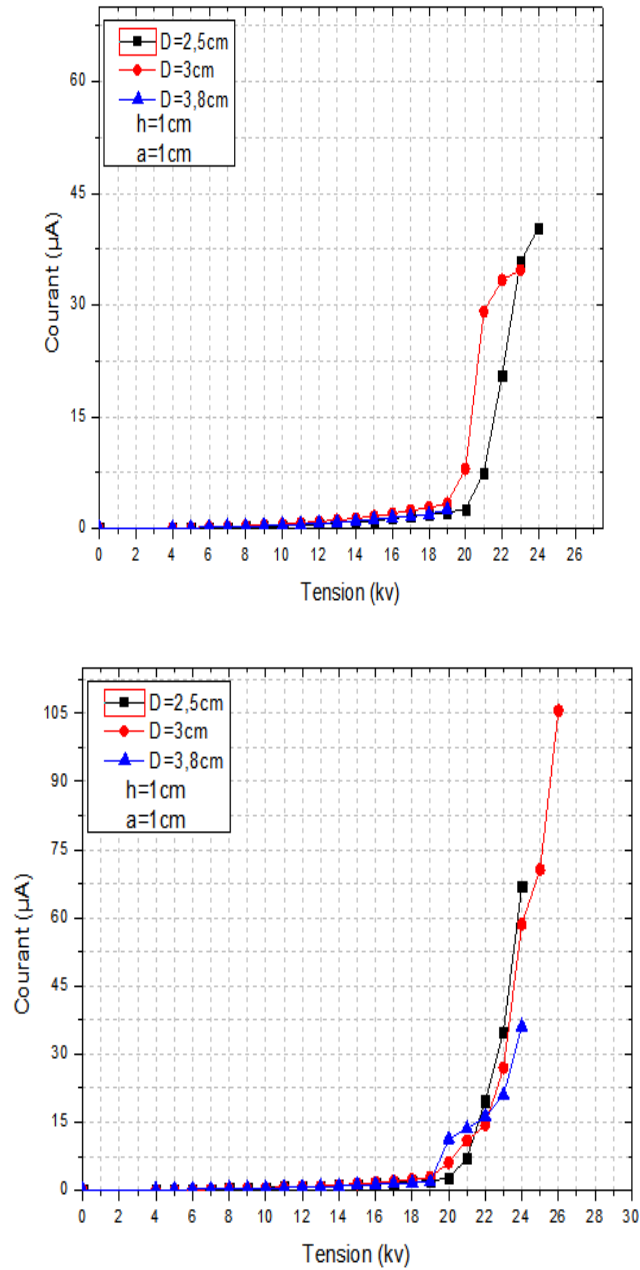 D=2,5cm
D=3cm
D=3,8cm
h=1cm
a=1cm
60
45
30
15
0
Courant (µA)
0 2 4 6 8 10 12 14 16 18 20 22 24 26
Tension (kv)
D=2,5cm
D=3cm
D=3,8cm
h=1cm
a=1cm
105
90
75
60
45
30
15
0
Courant (µA)
0 2 4 6 8 10 12 14 16 18 20 22 24 26 28 30
Tension (kv)